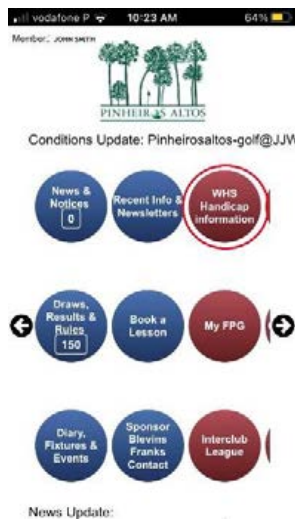 vodafone P 10:23 AM 64%
Member: JOHN SMITH
PINHEIROS ALTOS
Conditions Update: Pinheirosaltos-golf@JJW
News &
Notices
0
Recent Info &
Newsletters
WHS
Handicap
information
Draws,
Results &
Rules
150
Book a
Lesson
My FPG
Diary,
Fixtures &
Events
Sponsor
Blevins
Franks
Contact
Interclub
League
News Update: